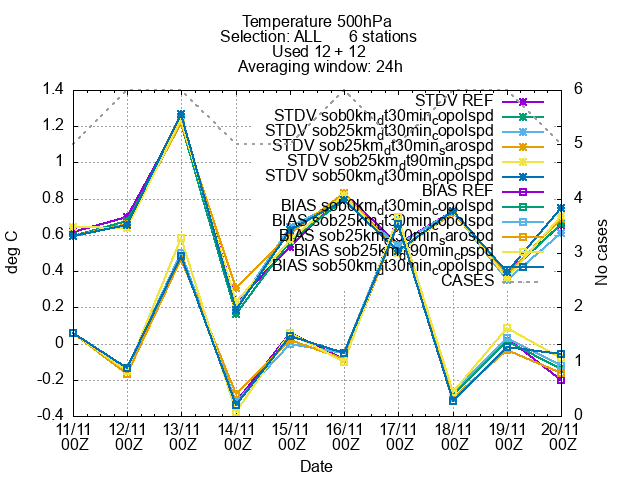 Temperature 500hPa
Selection: ALL 6 stations
Used 12 + 12
Averaging window: 24h
1.4
1.2
1
0.8
0.6
0.4
0.2
0
-0.2
-0.4
deg C
6
5
4
3
2
1
0
No cases
STDV REF
STDV sob0km_dt30min_copolspd
STDV sob25km_dt30min_copolspd
STDV sob25km_dt30min_sarospd
STDV sob25km_dt90min_cpspd
STDV sob50km_dt30min_copolspd
BIAS REF
BIAS sob0km_dt30min_copolspd
BIAS sob25km_dt30min_copolspd
BIAS sob25km_dt30min_sarospd
BIAS sob25km_dt90min_cpspd
BIAS sob50km_dt30min_copolspd
CASES
11/11 12/11 13/11 14/11 15/11 16/11 17/11 18/11 19/11 20/11
00Z 00Z 00Z 00Z 00Z 00Z 00Z 00Z 00Z 00Z
Date